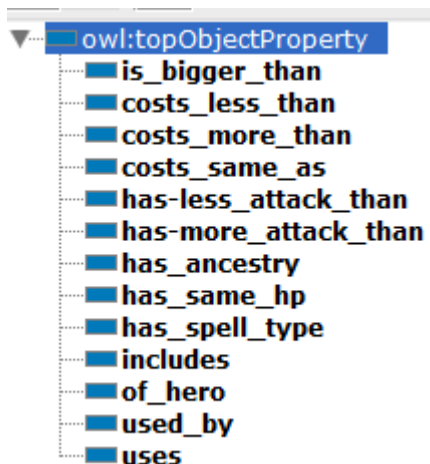 owl:topObjectProperty
is_bigger_than
costs_less_than
costs_more_than
costs_same_as
has-less_attack_than
has-more_attack_than
has_ancestry
has_same_hp
has_spell_type
includes
of_hero
used_by
uses